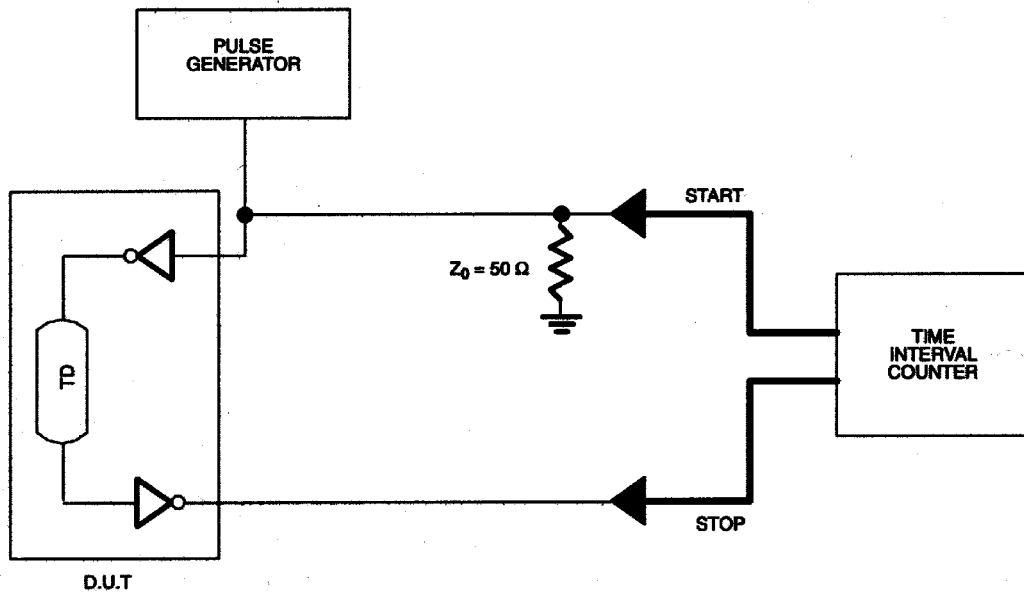 PULSE
GENERATOR
START
Z0 = 50 Ω
TIME
INTERVAL
COUNTER
TD
STOP
D.U.T